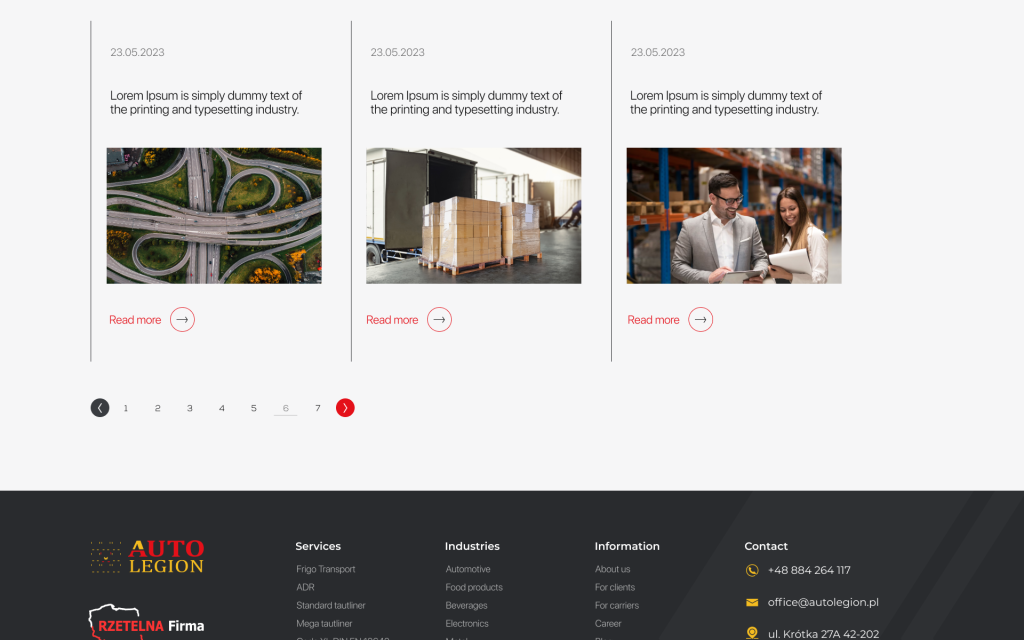 23.05.2023
Lorem Ipsum is simply dummy text of
the printing and typesetting industry.
Read more
23.05.2023
Lorem Ipsum is simply dummy text of
the printing and typesetting industry.
Read more
23.05.2023
Lorem Ipsum is simply dummy text of
the printing and typesetting industry.
Read more
1 2 3 4 5 6 7
AUTO
LEGION
RZETELNA Firma
Services
Frigo Transport
ADR
Standard tautliner
Mega tautliner
Industries
Automotive
Food products
Beverages
Electronics
Information
About us
For clients
For carriers
Career
Contact
+48 884 264 117
office@autolegion.pl
ul. Krótka 27A 42-202